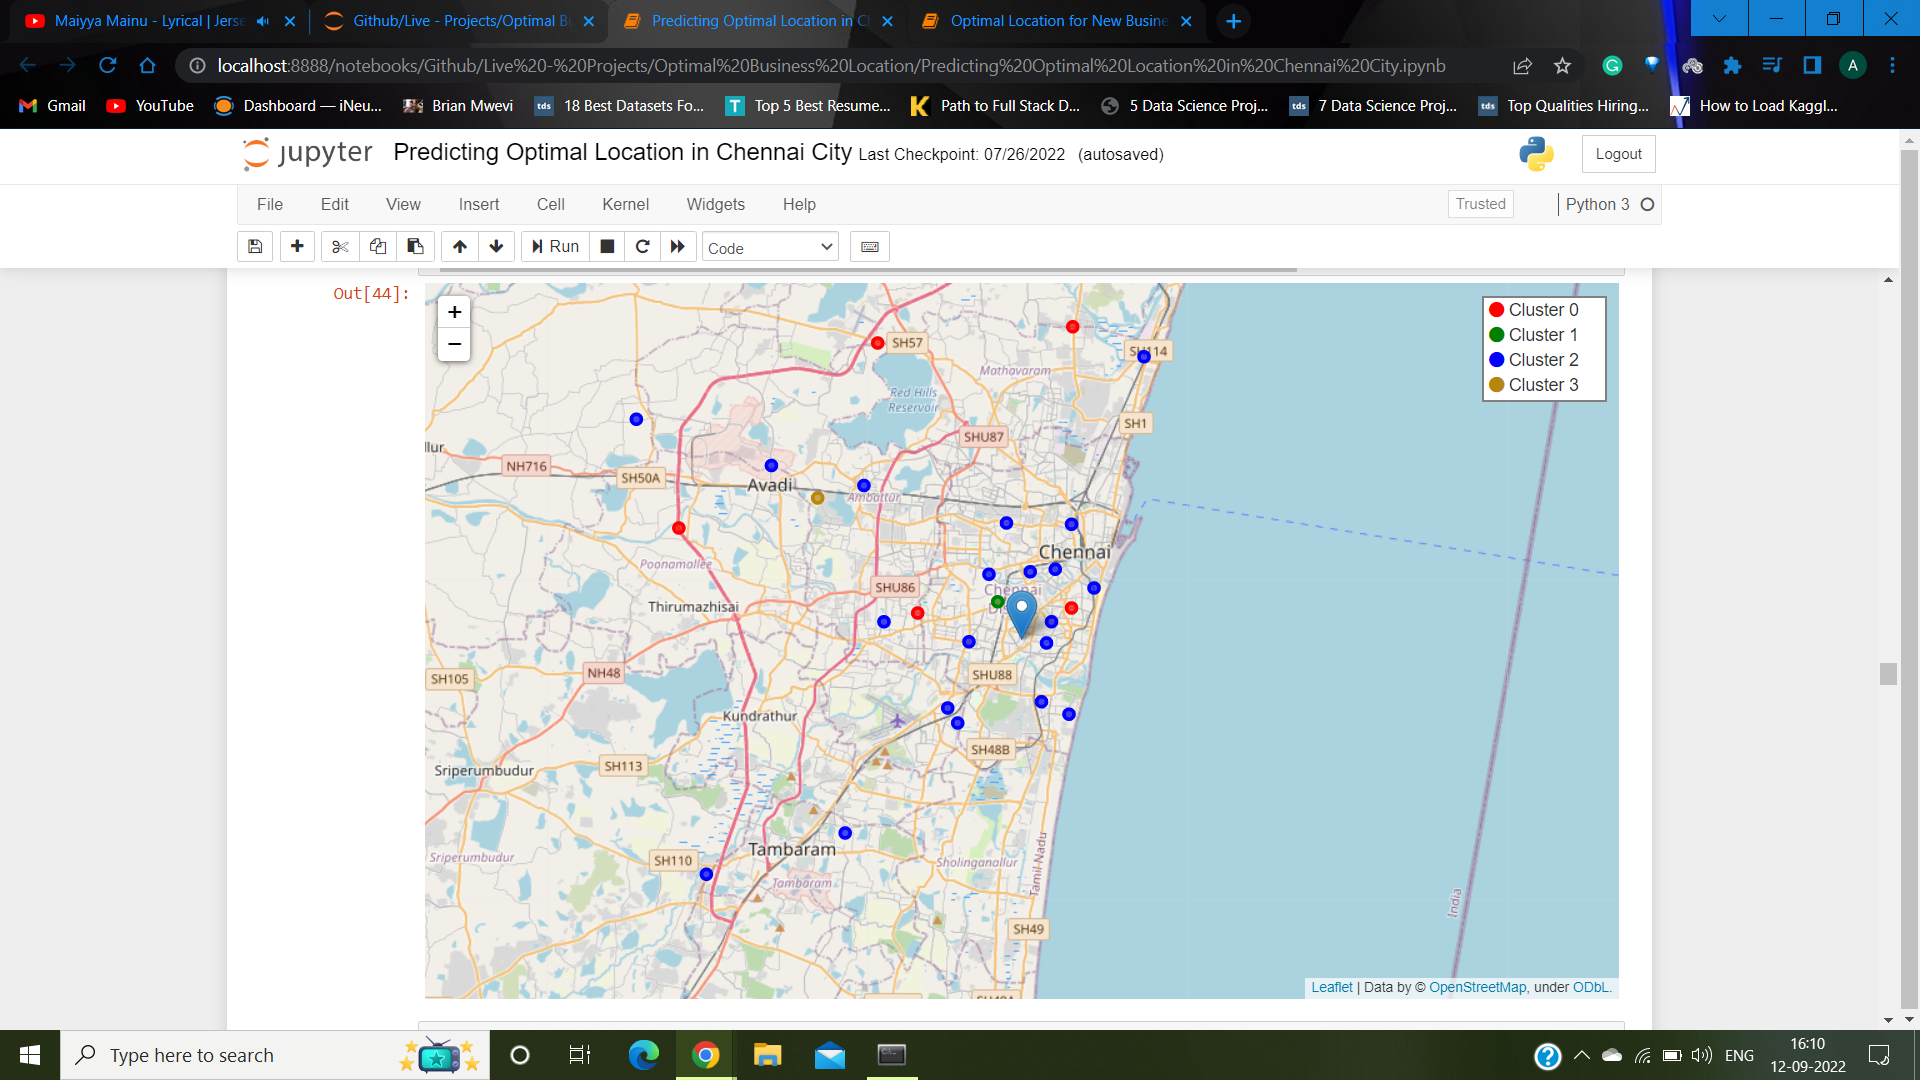 Maiyya Mainu - Lyrical | Jerse
Github/Live - Projects/Optimal B
Predicting Optimal Location in C
Optimal Location for New Busine
localhost:8888/notebooks/Github/Live%20-%20Projects/Optimal%20Business%20Location/Predicting%20Optimal%20Location%20in%20Chennai%20City.ipynb
A
Gmail
YouTube
Dashboard — iNeu...
Brian Mwevi
tds 18 Best Datasets Fo...
T Top 5 Best Resume...
K Path to Full Stack D...
5 Data Science Proj...
tds 7 Data Science Proj...
tds Top Qualities Hiring...
How to Load Kaggl...
jupyter Predicting Optimal Location in Chennai City Last Checkpoint: 07/26/2022 (autosaved)
Logout
File Edit View Insert Cell Kernel Widgets Help
Trusted
Python 3
Run
Code
Out[44]:
+
−
Cluster 0
Cluster 1
Cluster 2
Cluster 3
SH57
SH114
Mathavaram
Red Hills
Reservoir
SH1
SHU87
llur
NH716
SH50A
Avadi
Ambattur
Chennai
Poonamallee
SHU86
Chennai
Thirumazhisai
NH48
SH105
SHU88
Kundrathur
SH48B
SH113
Sriperumbudur
Tambaram
Sriperumbudur
SH110
Sholinganallur
Tamil Nadu
Tambaram
India
SH49
SH49A
Leaflet | Data by © OpenStreetMap, under ODbL.
Type here to search
ENG
16:10
12-09-2022